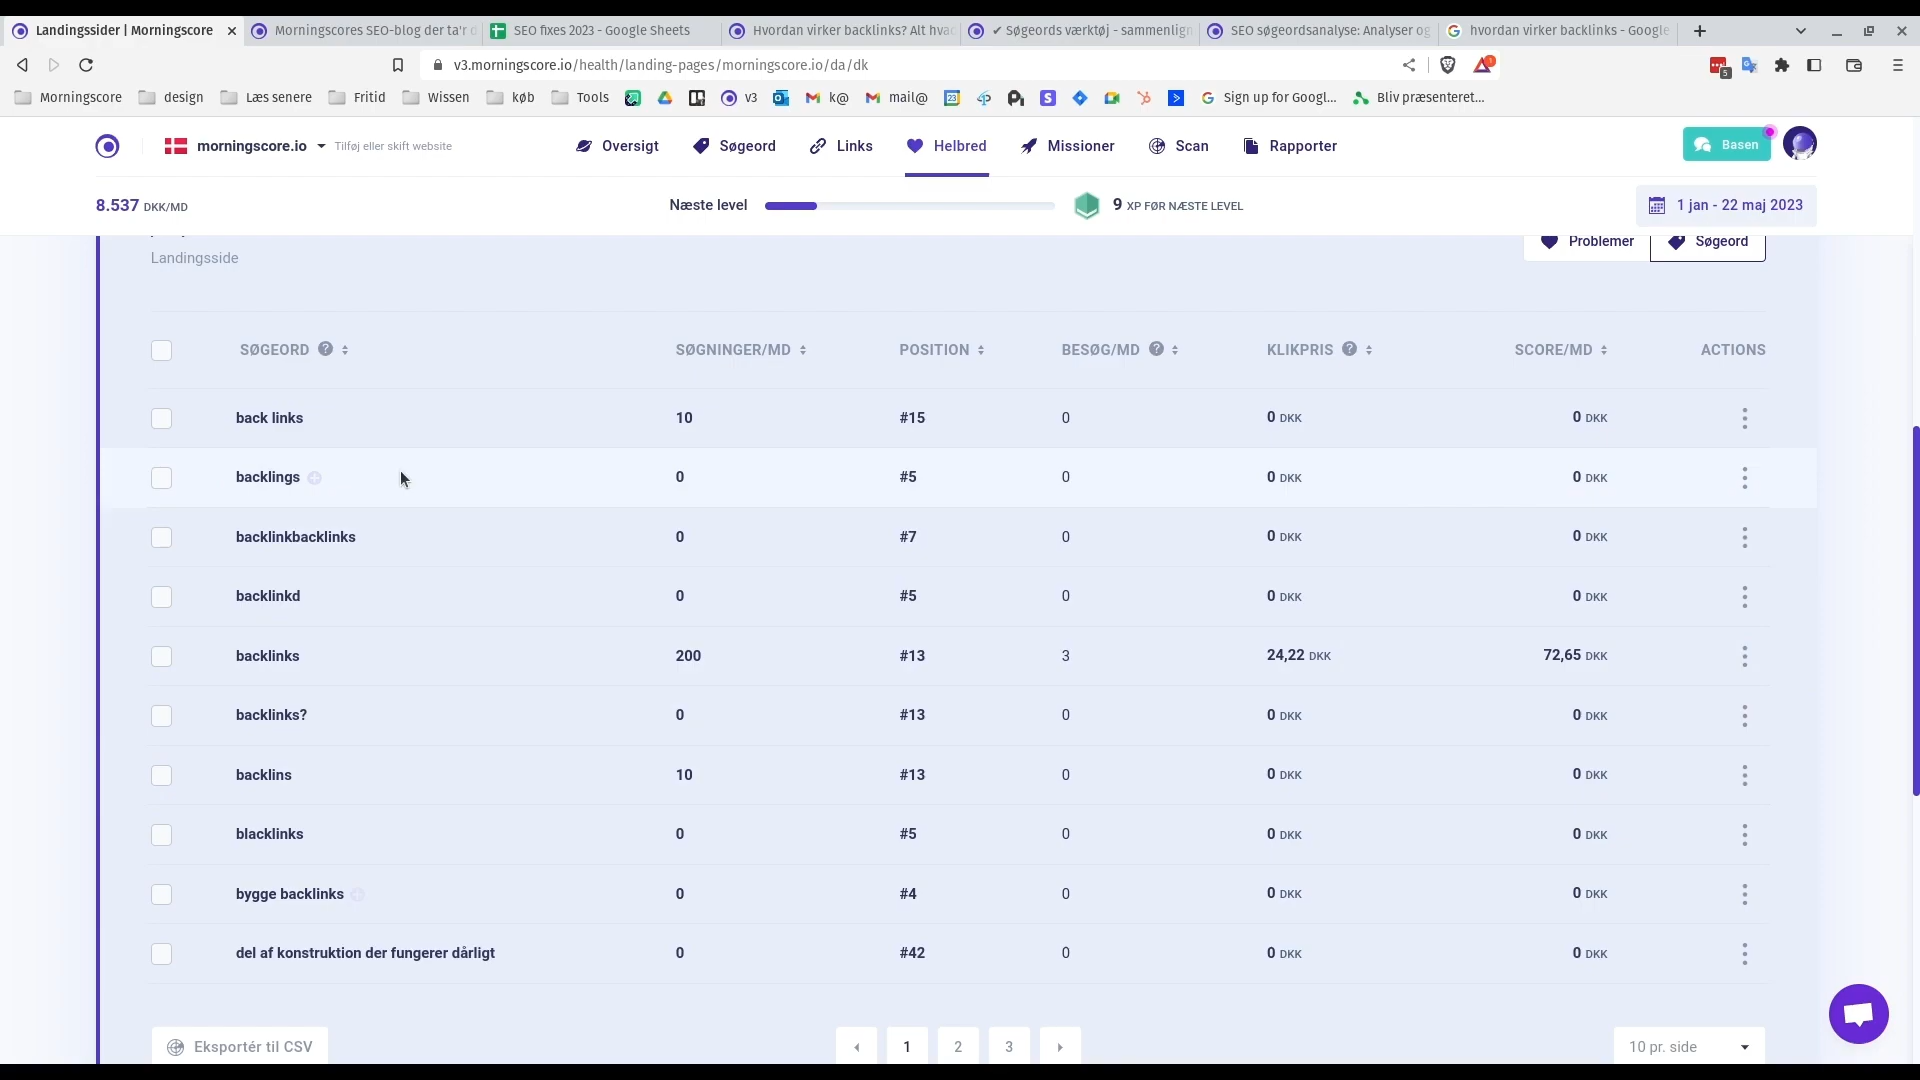 Landingssider | Morningscore
Morningscores SEO-blog der ta'r d
SEO fixes 2023 - Google Sheets
Hvordan virker backlinks? Alt hvad
✔ Søgeords værktøj - sammenlign
SEO søgeordsanalyse: Analyser og
hvordan virker backlinks - Google
v3.morningscore.io/health/landing-pages/morningscore.io/da/dk
1
5
Morningscore design Læs senere Fritid Wissen køb Tools v3 k@ mail@ 23 Sign up for Googl... Bliv præsenteret...
morningscore.io Tilføj eller skift website Oversigt Søgeord Links Helbred Missioner Scan Rapporter Basen
8.537 DKK/MD Næste level 9 XP FØR NÆSTE LEVEL 1 jan - 22 maj 2023
Problemer Søgeord
Landingsside
SØGEORD ? SØGNINGER/MD POSITION BESØG/MD ? KLIKPRIS ? SCORE/MD ACTIONS
back links 10 #15 0 0 DKK 0 DKK
backlings 0 #5 0 0 DKK 0 DKK
backlinkbacklinks 0 #7 0 0 DKK 0 DKK
backlinkd 0 #5 0 0 DKK 0 DKK
backlinks 200 #13 3 24,22 DKK 72,65 DKK
backlinks? 0 #13 0 0 DKK 0 DKK
backlins 10 #13 0 0 DKK 0 DKK
blacklinks 0 #5 0 0 DKK 0 DKK
bygge backlinks 0 #4 0 0 DKK 0 DKK
del af konstruktion der fungerer dårligt 0 #42 0 0 DKK 0 DKK
Eksportér til CSV 1 2 3 10 pr. side